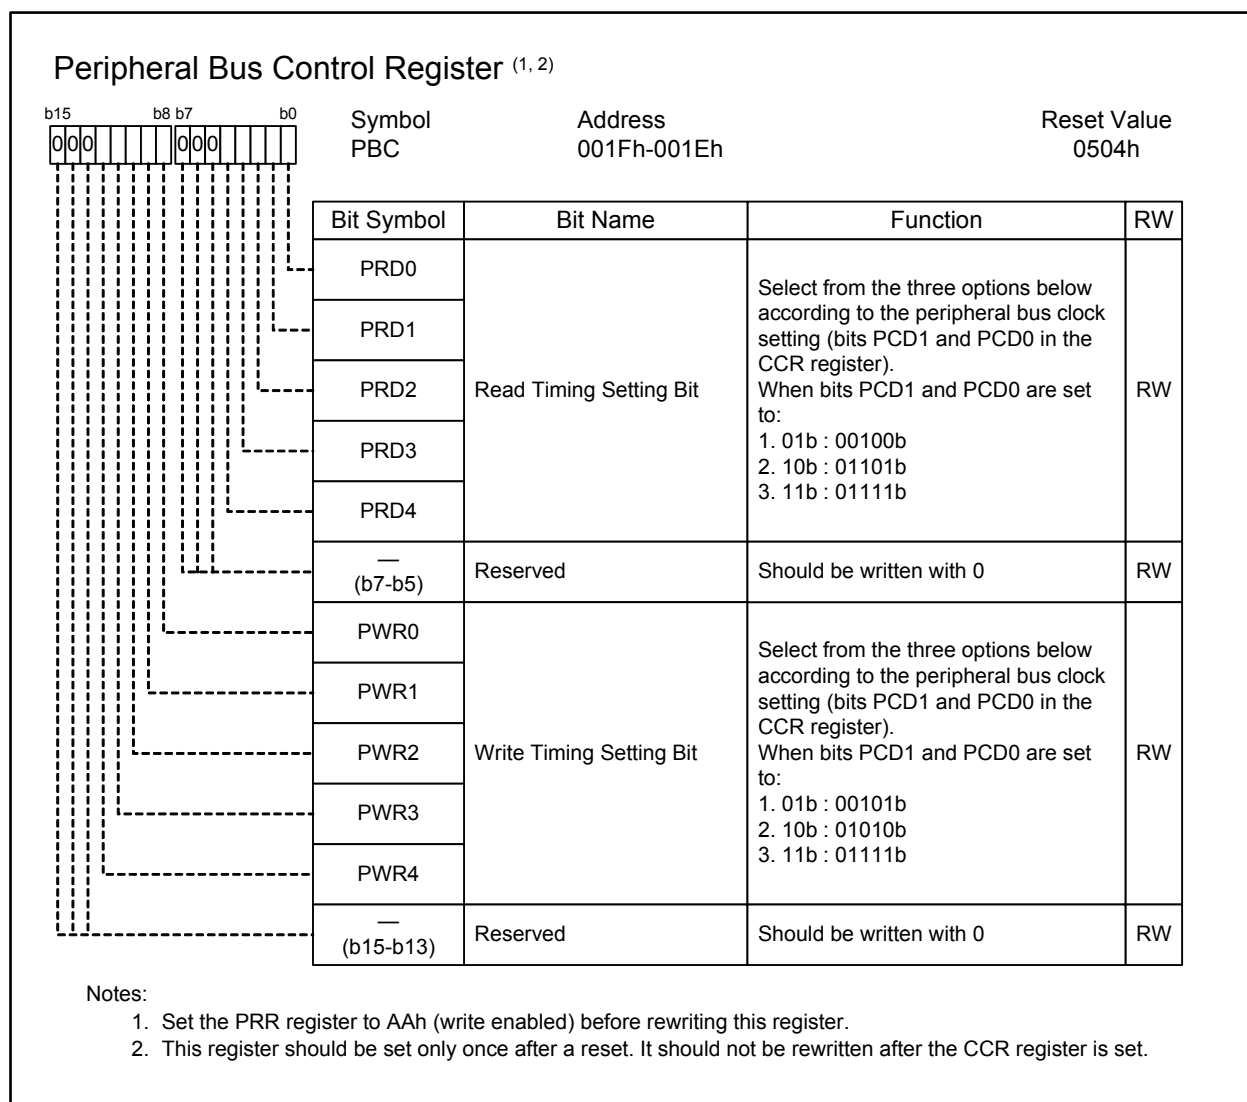 Peripheral Bus Control Register (1, 2)
b15 b8 b7 b0
0 0 0 0 0 0
Symbol Address Reset Value
PBC 001Fh-001Eh 0504h
Bit Symbol Bit Name Function RW
PRD0
PRD1
PRD2
PRD3
PRD4
Read Timing Setting Bit
Select from the three options below
according to the peripheral bus clock
setting (bits PCD1 and PCD0 in the
CCR register).
When bits PCD1 and PCD0 are set
to:
1. 01b : 00100b
2. 10b : 01101b
3. 11b : 01111b
RW
—
(b7-b5) Reserved Should be written with 0 RW
PWR0
PWR1
PWR2
PWR3
PWR4
Write Timing Setting Bit
Select from the three options below
according to the peripheral bus clock
setting (bits PCD1 and PCD0 in the
CCR register).
When bits PCD1 and PCD0 are set
to:
1. 01b : 00101b
2. 10b : 01010b
3. 11b : 01111b
RW
—
(b15-b13) Reserved Should be written with 0 RW
Notes:
1. Set the PRR register to AAh (write enabled) before rewriting this register.
2. This register should be set only once after a reset. It should not be rewritten after the CCR register is set.